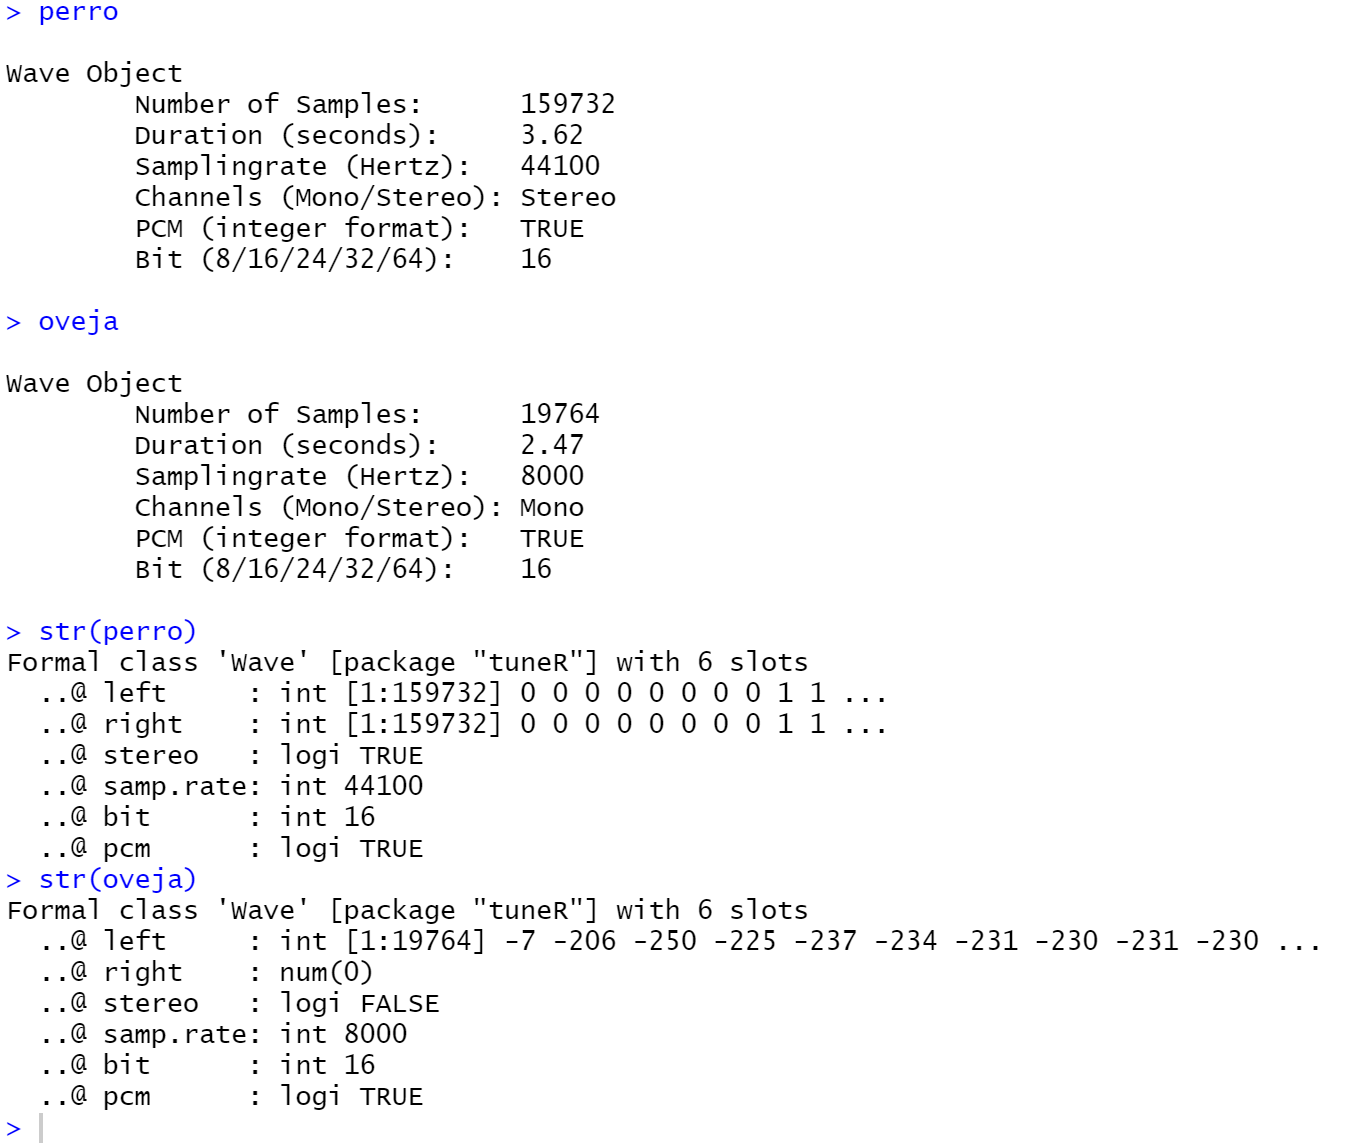 > perro
Wave Object
Number of Samples: 159732
Duration (seconds): 3.62
Samplingrate (Hertz): 44100
Channels (Mono/Stereo): Stereo
PCM (integer format): TRUE
Bit (8/16/24/32/64): 16
> oveja
Wave Object
Number of Samples: 19764
Duration (seconds): 2.47
Samplingrate (Hertz): 8000
Channels (Mono/Stereo): Mono
PCM (integer format): TRUE
Bit (8/16/24/32/64): 16
> str(perro)
Formal class 'Wave' [package "tuneR"] with 6 slots
..@ left : int [1:159732] 0 0 0 0 0 0 0 0 1 1 ...
..@ right : int [1:159732] 0 0 0 0 0 0 0 0 1 1 ...
..@ stereo : logi TRUE
..@ samp.rate: int 44100
..@ bit : int 16
..@ pcm : logi TRUE
> str(oveja)
Formal class 'Wave' [package "tuneR"] with 6 slots
..@ left : int [1:19764] -7 -206 -250 -225 -237 -234 -231 -230 -231 -230 ...
..@ right : num(0)
..@ stereo : logi FALSE
..@ samp.rate: int 8000
..@ bit : int 16
..@ pcm : logi TRUE
>